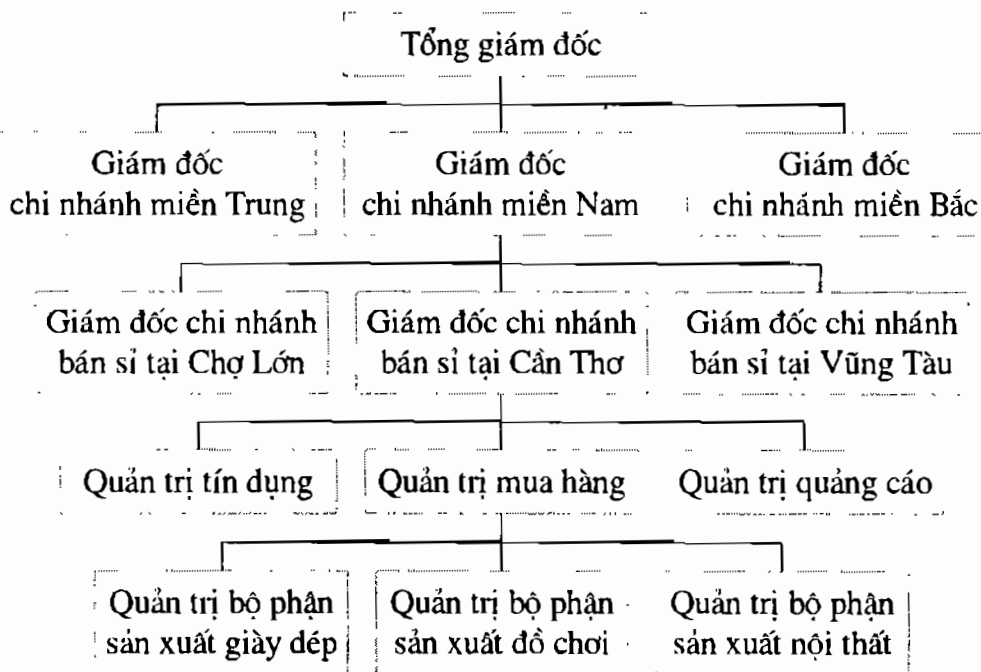 Tổng giám đốc
Giám đốc
chi nhánh miền Trung
Giám đốc
chi nhánh miền Nam
Giám đốc
chi nhánh miền Bắc
Giám đốc chi nhánh
bán sỉ tại Chợ Lớn
Giám đốc chi nhánh
bán sỉ tại Cần Thơ
Giám đốc chi nhánh
bán sỉ tại Vũng Tàu
Quản trị tín dụng
Quản trị mua hàng
Quản trị quảng cáo
Quản trị bộ phận
sản xuất giày dép
Quản trị bộ phận
sản xuất đồ chơi
Quản trị bộ phận
sản xuất nội thất